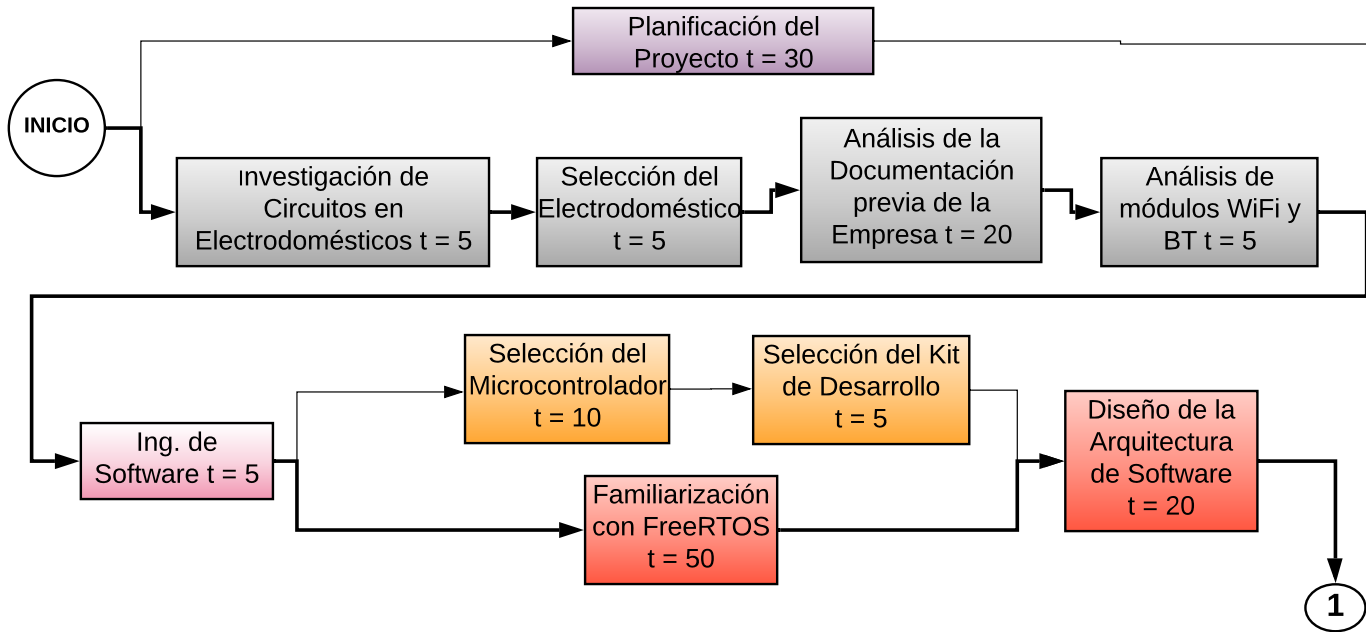 Planificación del
Proyecto t = 30
INICIO
Investigación de
Circuitos en
Electrodomésticos t = 5
Selección del
Electrodoméstico
t = 5
Análisis de la
Documentación
previa de la
Empresa t = 20
Análisis de
módulos WiFi y
BT t = 5
Ing. de
Software t = 5
Selección del
Microcontrolador
t = 10
Selección del Kit
de Desarrollo
t = 5
Familiarización
con FreeRTOS
t = 50
Diseño de la
Arquitectura
de Software
t = 20
1